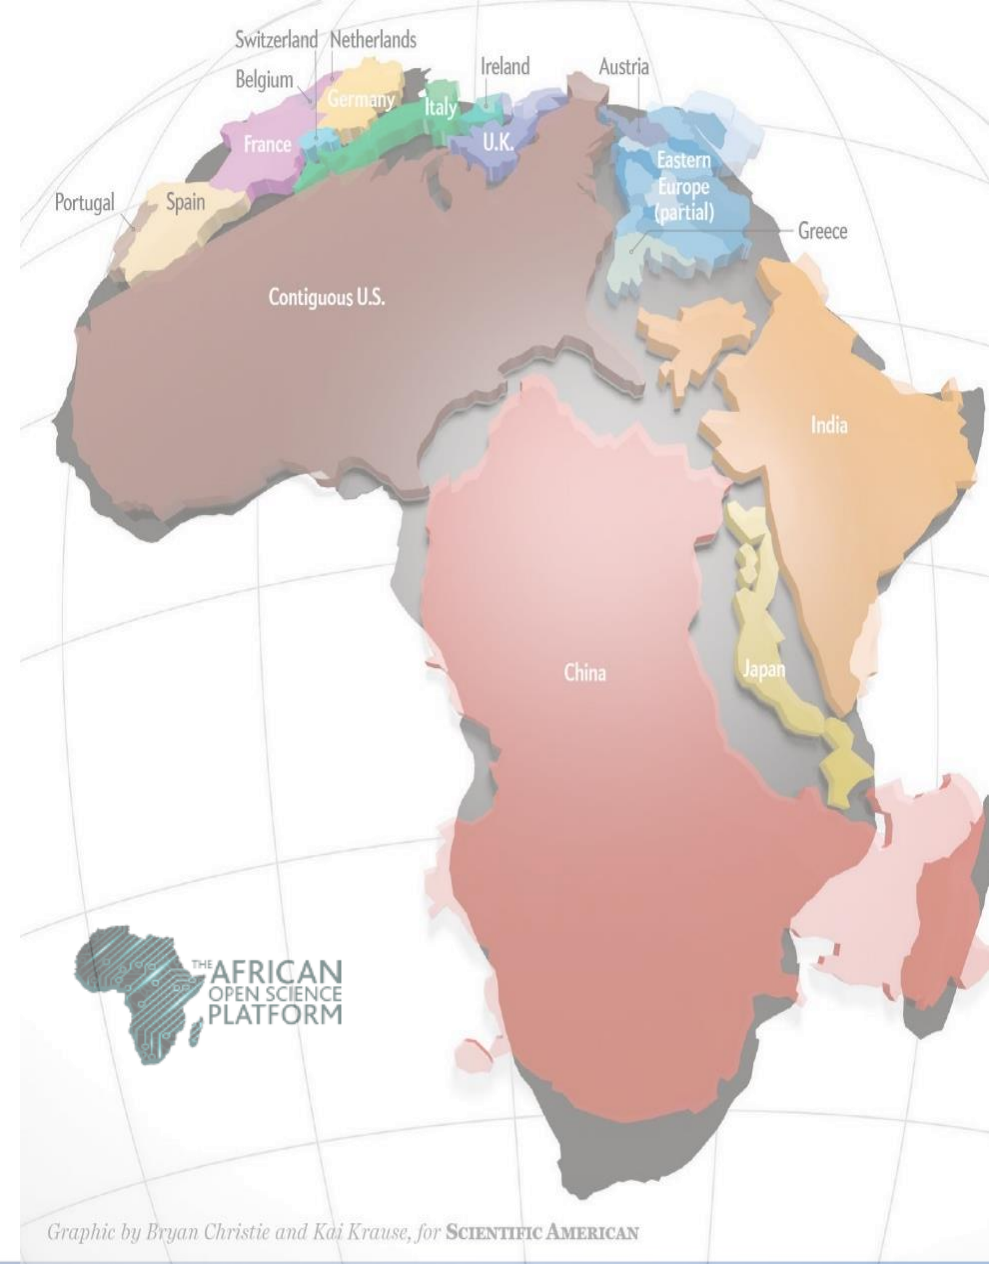 Switzerland
Netherlands
Belgium
Ireland
Austria
Germany
Italy
France
U.K.
Eastern
Europe
(partial)
Portugal
Spain
Greece
Contiguous U.S.
India
China
Japan
THE AFRICAN
OPEN SCIENCE
PLATFORM
Graphic by Bryan Christie and Kai Krause, for SCIENTIFIC AMERICAN